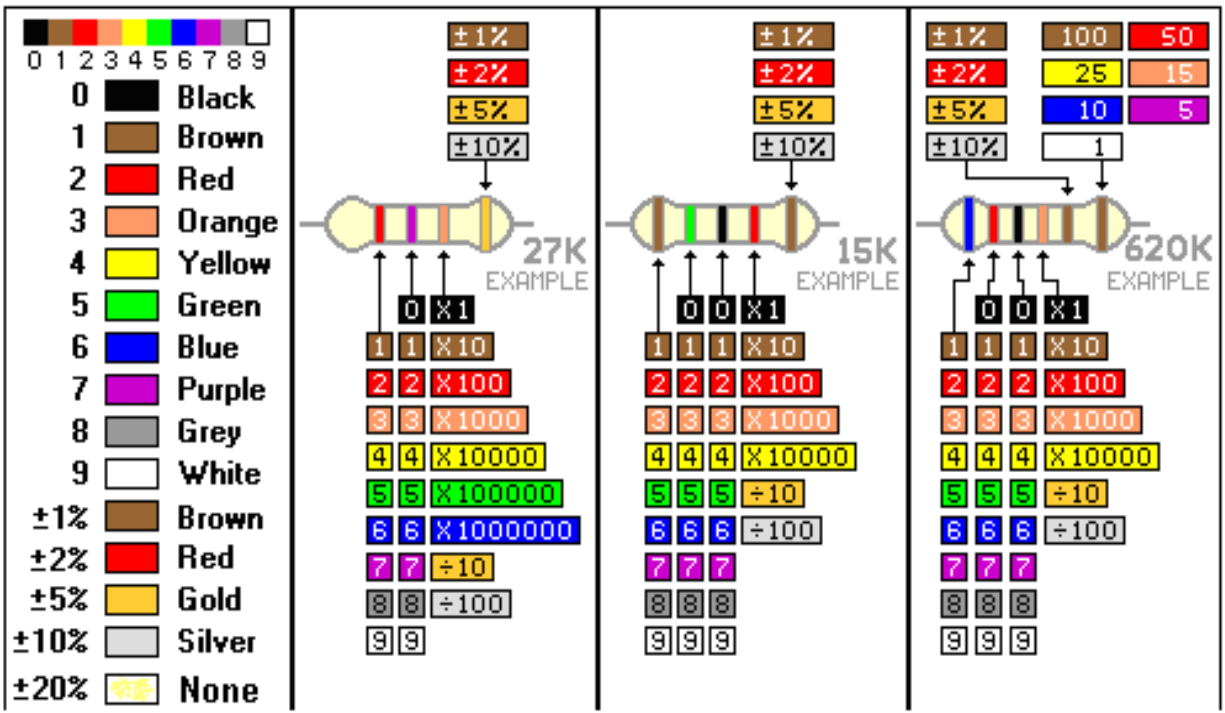 0 1 2 3 4 5 6 7 8 9
0 Black
1 Brown
2 Red
3 Orange
4 Yellow
5 Green
6 Blue
7 Purple
8 Grey
9 White
±1% Brown
±2% Red
±5% Gold
±10% Silver
±20% None
±1%
±2%
±5%
±10%
27K
EXAMPLE
0 X1
1 1 X10
2 2 X100
3 3 X1000
4 4 X10000
5 5 X100000
6 6 X1000000
7 7 ÷10
8 8 ÷100
9 9
±1%
±2%
±5%
±10%
15K
EXAMPLE
0 0 X1
1 1 1 X10
2 2 2 X100
3 3 3 X1000
4 4 4 X10000
5 5 5 ÷10
6 6 6 ÷100
7 7 7
8 8 8
9 9 9
±1% 100 50
±2% 25 15
±5% 10 5
±10% 1
620K
EXAMPLE
0 0 X1
1 1 1 X10
2 2 2 X100
3 3 3 X1000
4 4 4 X10000
5 5 5 ÷10
6 6 6 ÷100
7 7 7
8 8 8
9 9 9